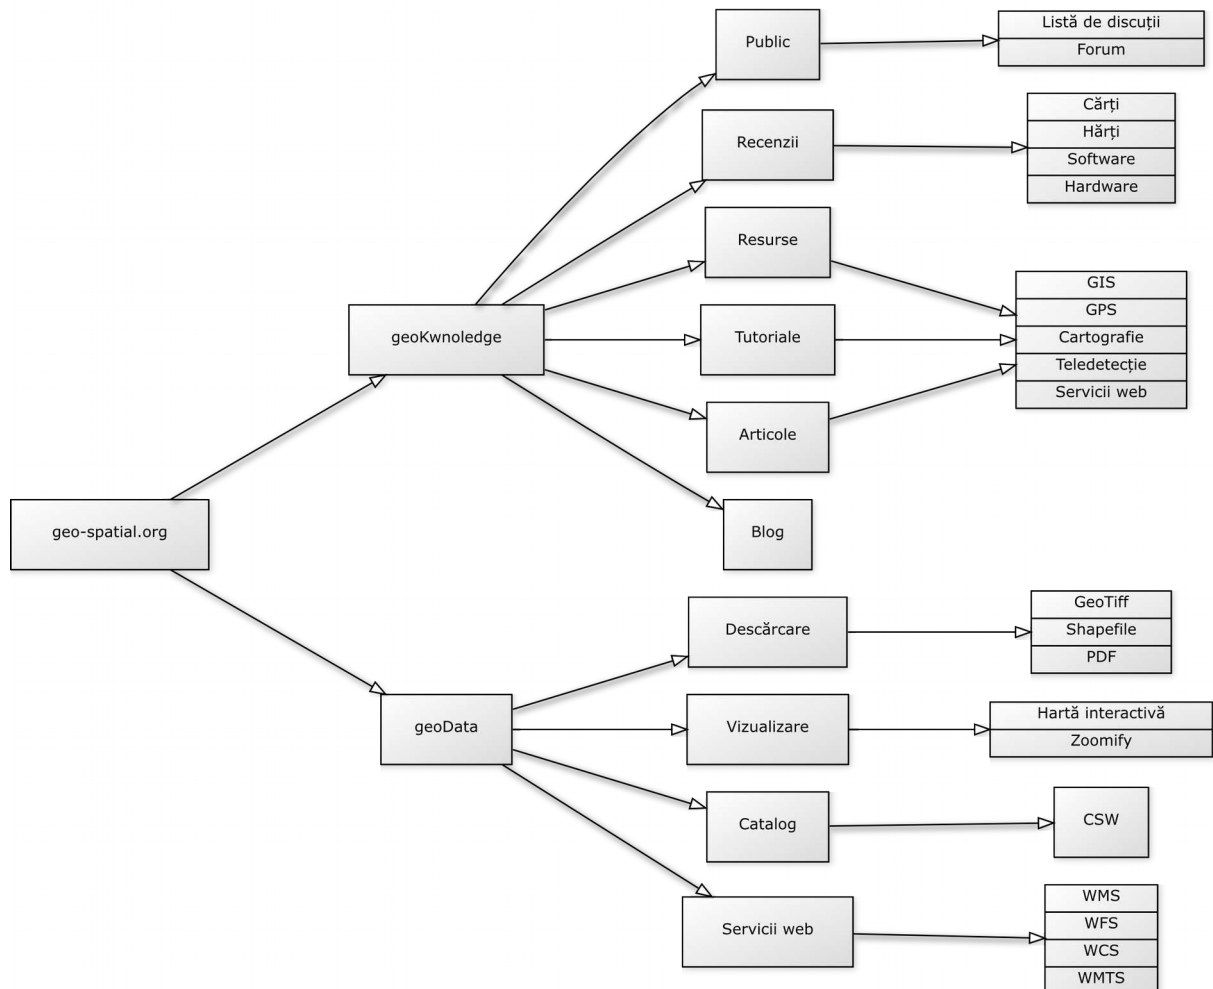 Public
Listă de discuții
Forum
Recenzii
Cărți
Hărți
Software
Hardware
Resurse
geoKwnoledge
Tutoriale
GIS
GPS
Cartografie
Teledetecție
Servicii web
Articole
geo-spatial.org
Blog
Descărcare
GeoTiff
Shapefile
PDF
geoData
Vizualizare
Hartă interactivă
Zoomify
Catalog
CSW
Servicii web
WMS
WFS
WCS
WMTS